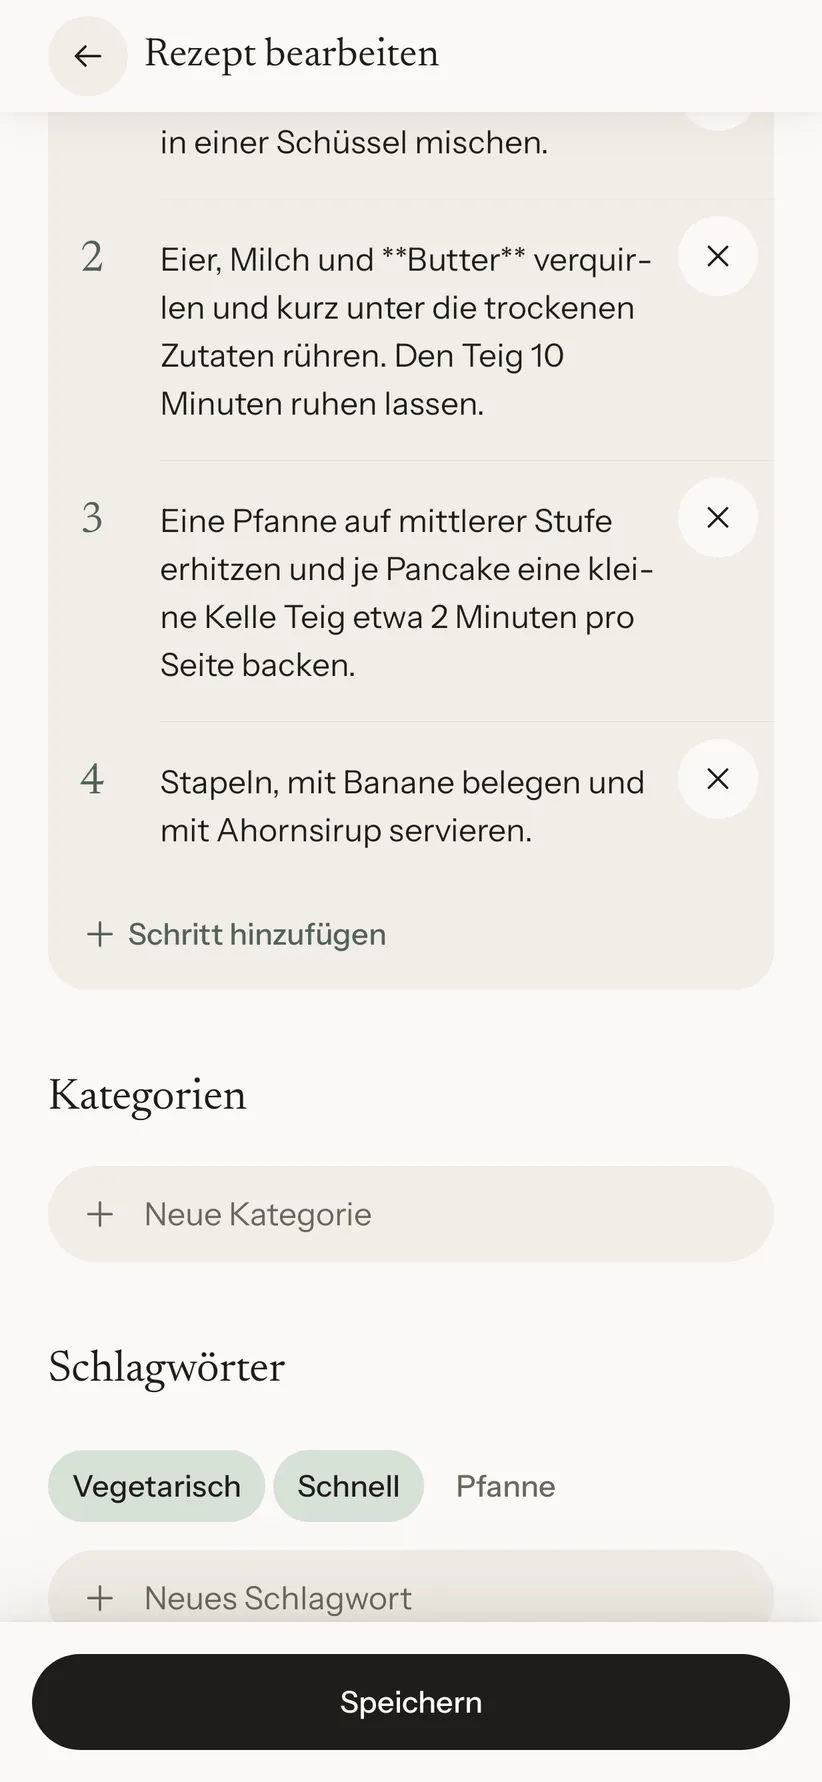 Rezept bearbeiten
in einer Schüssel mischen.
2
Eier, Milch und **Butter** verquir-
len und kurz unter die trockenen
Zutaten rühren. Den Teig 10
Minuten ruhen lassen.
3
Eine Pfanne auf mittlerer Stufe
erhitzen und je Pancake eine klei-
ne Kelle Teig etwa 2 Minuten pro
Seite backen.
4
Stapeln, mit Banane belegen und
mit Ahornsirup servieren.
Schritt hinzufügen
Kategorien
Neue Kategorie
Schlagwörter
Vegetarisch Schnell Pfanne
Neues Schlagwort
Speichern